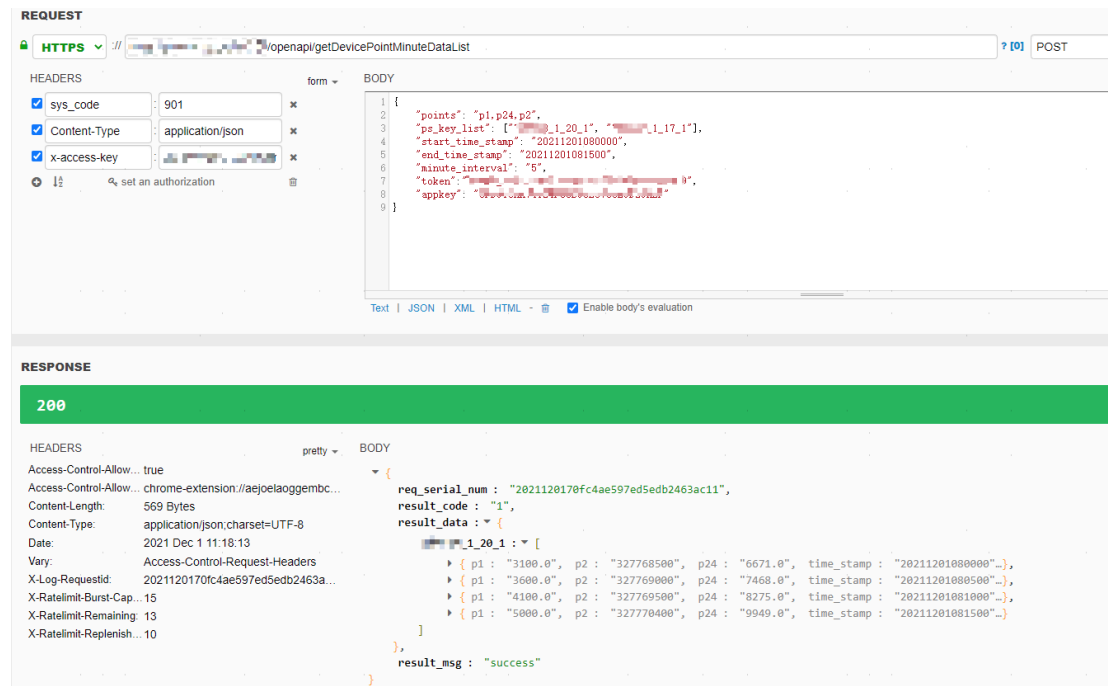 REQUEST
HTTPS :// /openapi/getDevicePointMinuteDataList ? [0] POST
HEADERS form
sys_code : 901
Content-Type : application/json
x-access-key :
set an authorization
BODY
1 {
2 "points": "p1,p24,p2",
3 "ps_key_list": [" _1_20_1", " _1_17_1"],
4 "start_time_stamp": "20211201080000",
5 "end_time_stamp": "20211201081500",
6 "minute_interval": "5",
7 "token":" ",
8 "appkey": " "
9 }
Text | JSON | XML | HTML - Enable body's evaluation
RESPONSE
200
HEADERS pretty
Access-Control-Allow... true
Access-Control-Allow... chrome-extension://aejoelaoggembc...
Content-Length: 569 Bytes
Content-Type: application/json;charset=UTF-8
Date: 2021 Dec 1 11:18:13
Vary: Access-Control-Request-Headers
X-Log-Requestid: 2021120170fc4ae597ed5edb2463a...
X-Ratelimit-Burst-Cap... 15
X-Ratelimit-Remaining: 13
X-Ratelimit-Replenish... 10
BODY
{
req_serial_num : "2021120170fc4ae597ed5edb2463ac11",
result_code : "1",
result_data : {
_1_20_1 : [
{ p1 : "3100.0", p2 : "327768500", p24 : "6671.0", time_stamp : "20211201080000"…},
{ p1 : "3600.0", p2 : "327769000", p24 : "7468.0", time_stamp : "20211201080500"…},
{ p1 : "4100.0", p2 : "327769500", p24 : "8275.0", time_stamp : "20211201081000"…},
{ p1 : "5000.0", p2 : "327770400", p24 : "9949.0", time_stamp : "20211201081500"…}
]
},
result_msg : "success"
}